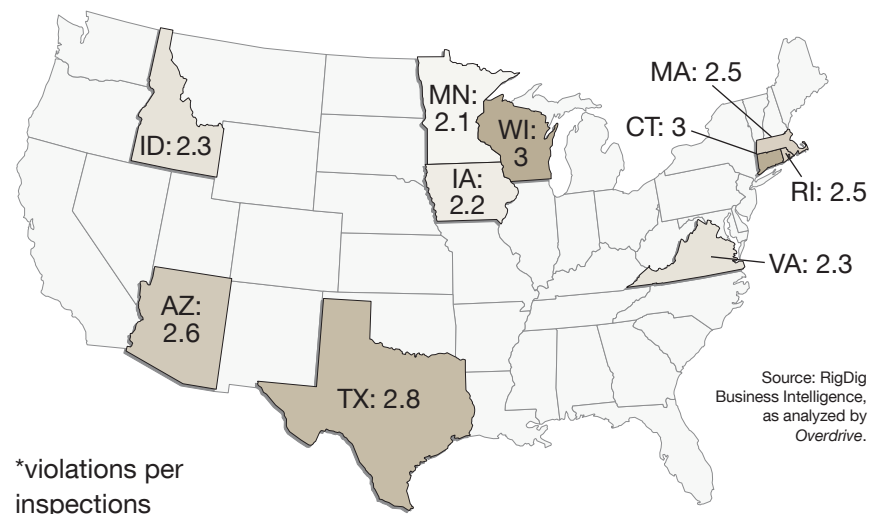 MA: 2.5
MN:
2.1
WI:
3
CT: 3
ID: 2.3
IA:
2.2
RI: 2.5
VA: 2.3
AZ:
2.6
TX: 2.8
Source: RigDig
Business Intelligence,
as analyzed by
Overdrive.
*violations per
inspections